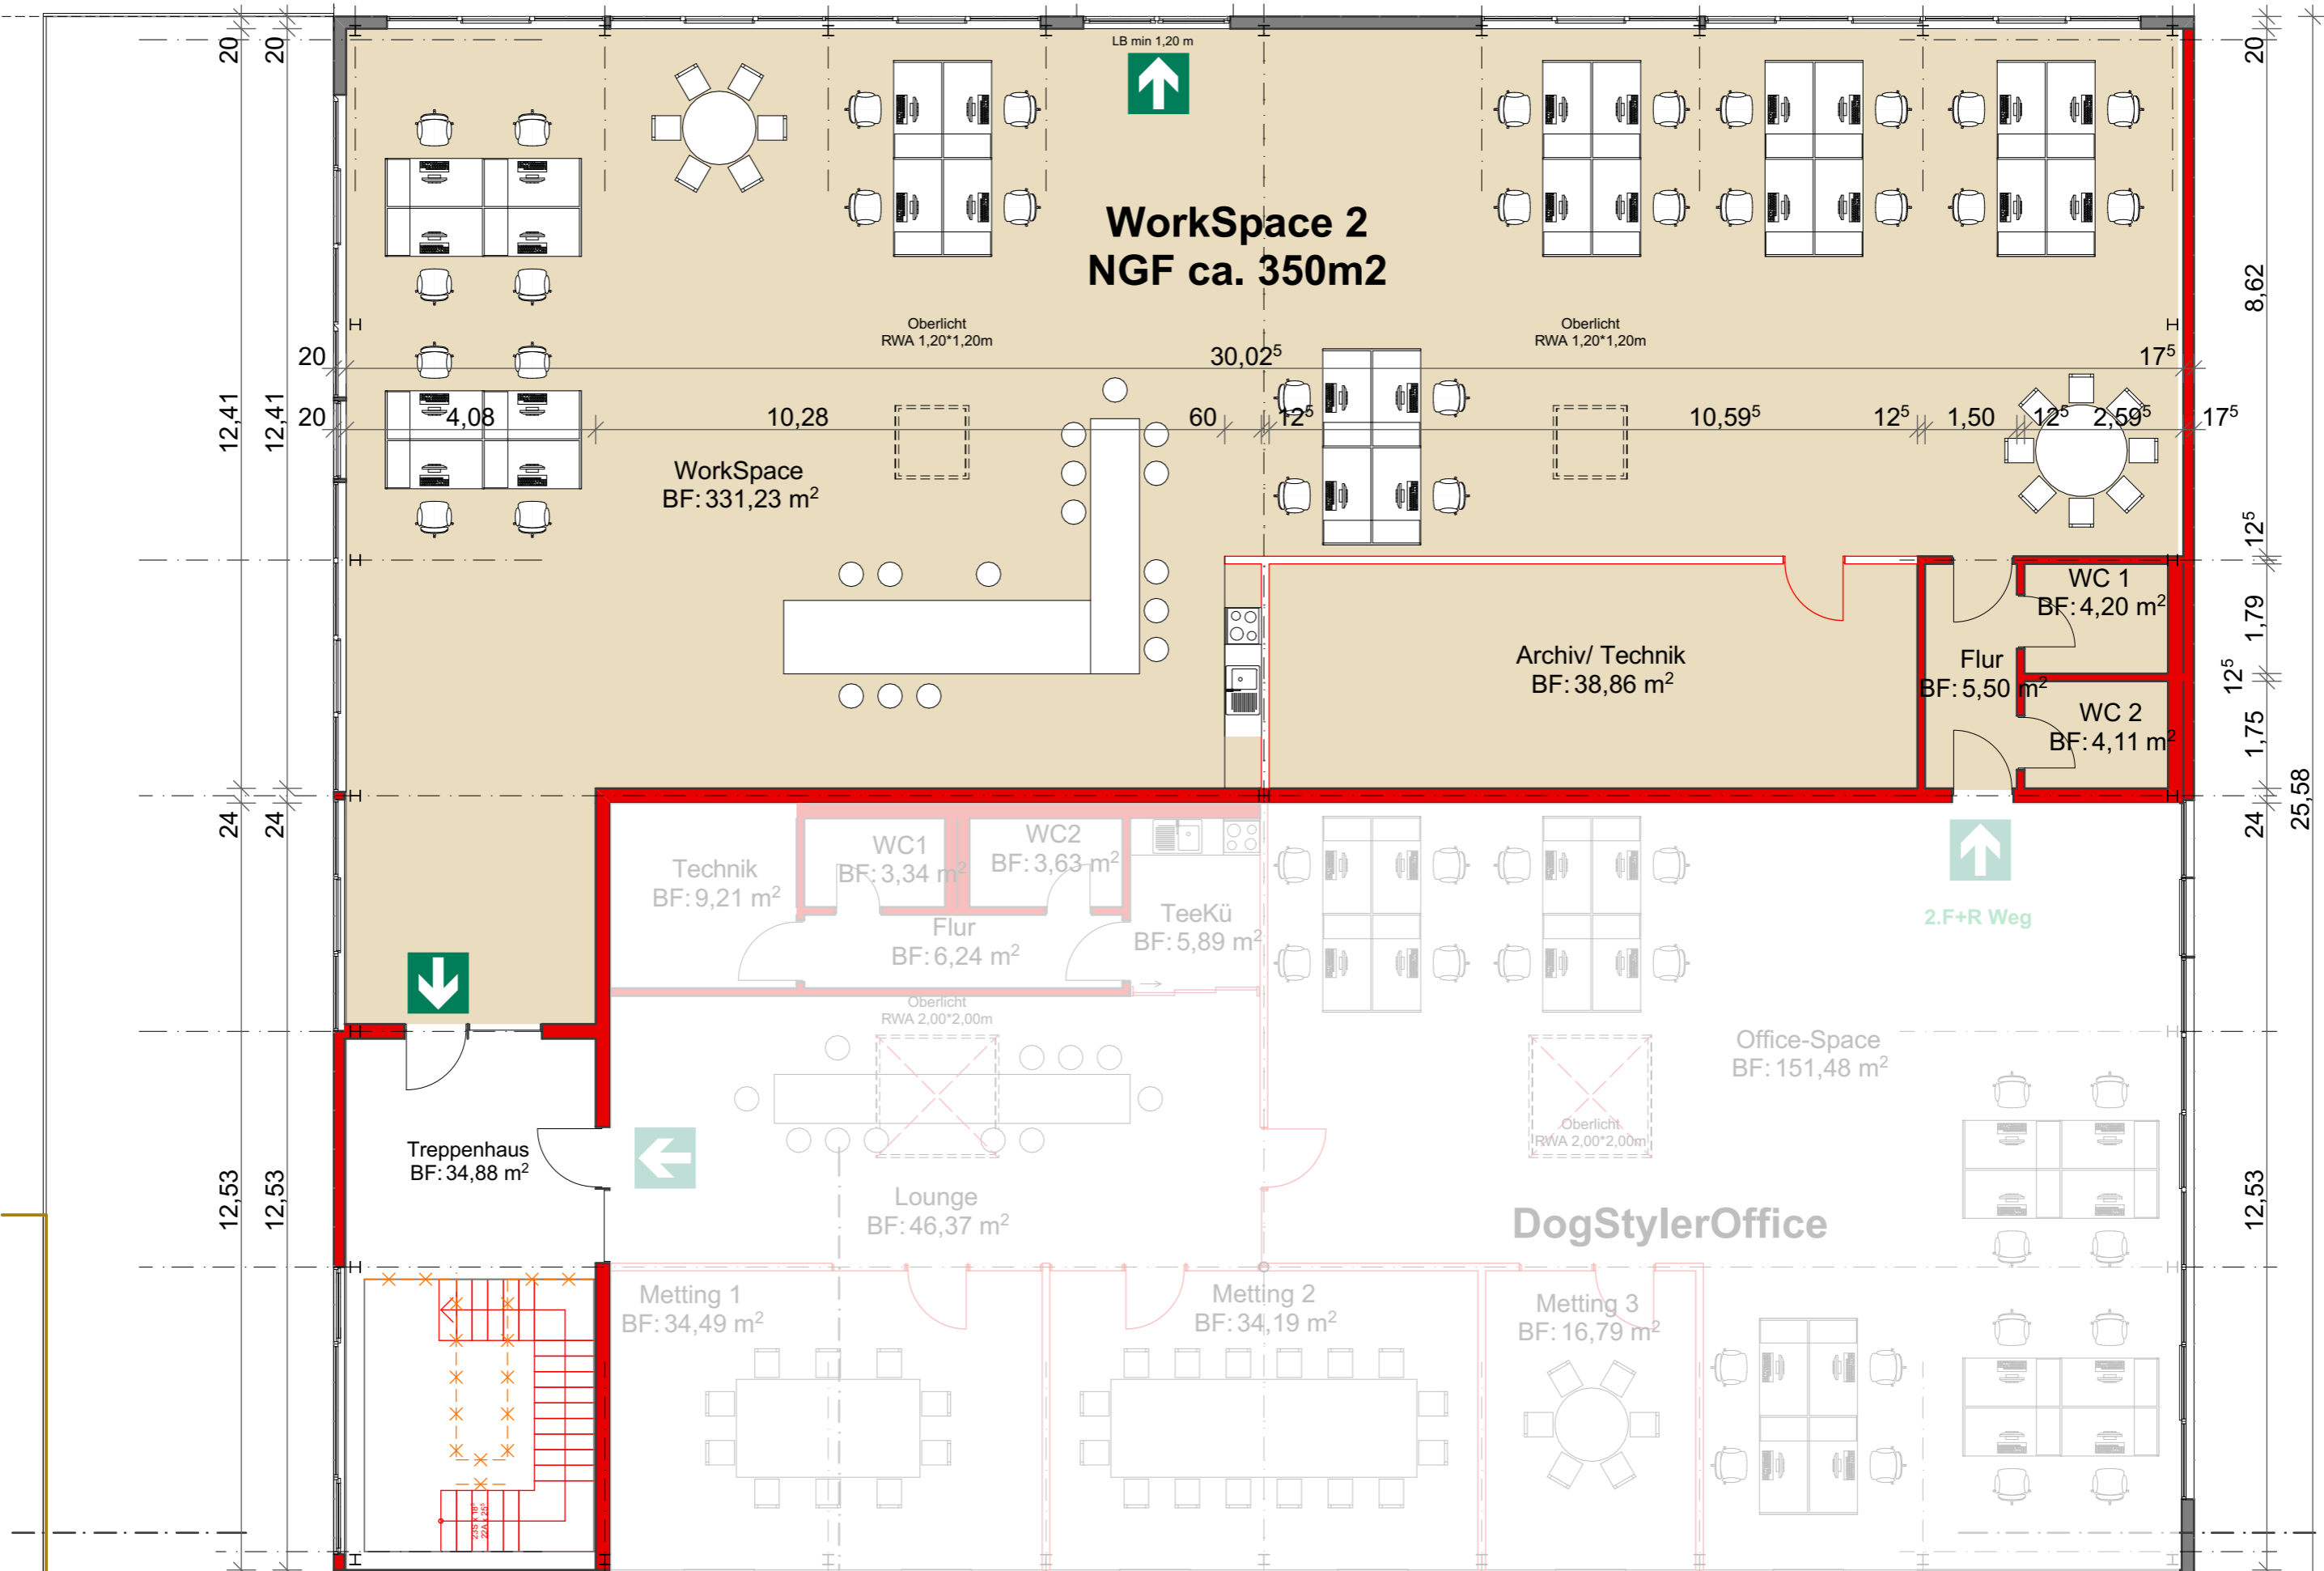 LB min 1,20 m
20
20
20
WorkSpace 2
NGF ca. 350m2
8,62
Oberlicht
RWA 1,20*1,20m
Oberlicht
RWA 1,20*1,20m
20
30,02⁵
17⁵
12,41
12,41
20
4,08
10,28
60
12⁵
10,59⁵
12⁵
1,50
12⁵
2,59⁵
17⁵
WorkSpace
BF: 331,23 m²
12⁵
WC 1
BF: 4,20 m²
1,79
Archiv/ Technik
BF: 38,86 m²
Flur
BF: 5,50 m²
12⁵
WC 2
BF: 4,11 m²
1,75
25,58
24
24
24
Technik
BF: 9,21 m²
WC1
BF: 3,34 m²
WC2
BF: 3,63 m²
Flur
BF: 6,24 m²
TeeKü
BF: 5,89 m²
2.F+R Weg
Oberlicht
RWA 2,00*2,00m
Office-Space
BF: 151,48 m²
Oberlicht
RWA 2,00*2,00m
Treppenhaus
BF: 34,88 m²
12,53
12,53
12,53
Lounge
BF: 46,37 m²
DogStylerOffice
Metting 1
BF: 34,49 m²
Metting 2
BF: 34,19 m²
Metting 3
BF: 16,79 m²